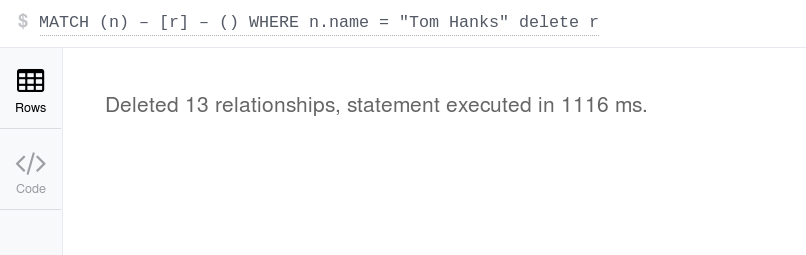 $ MATCH (n) – [r] – () WHERE n.name = "Tom Hanks" delete r
Rows
Deleted 13 relationships, statement executed in 1116 ms.
Code